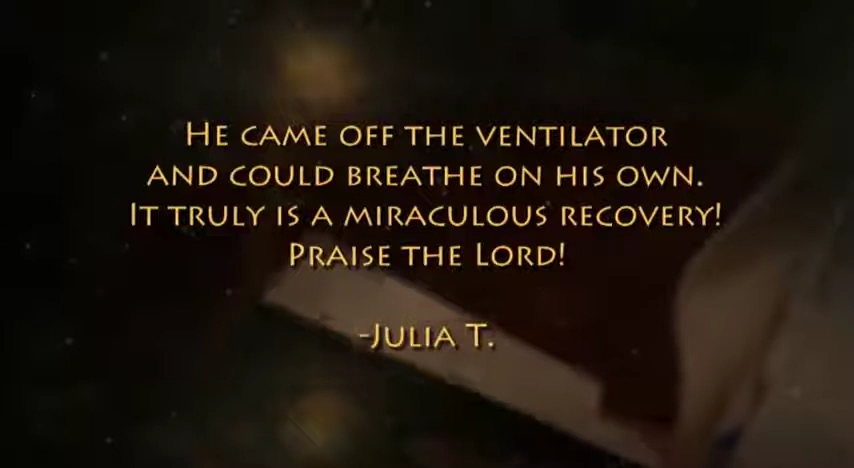 He came off the ventilator
and could breathe on his own.
It truly is a miraculous recovery!
Praise the Lord!
-Julia T.